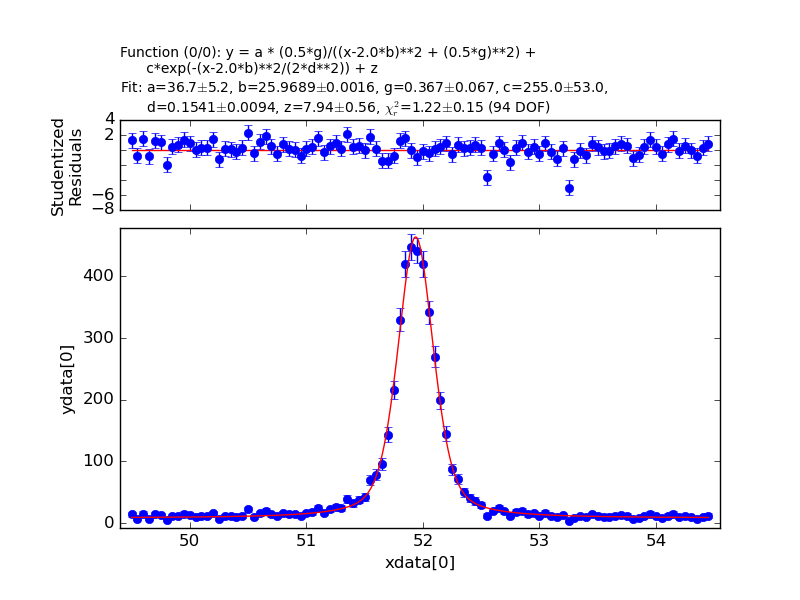 Function (0/0): y = a * (0.5*g)/((x-2.0*b)**2 + (0.5*g)**2) +
c*exp(-(x-2.0*b)**2/(2*d**2)) + z
Fit: a=36.7±5.2, b=25.9689±0.0016, g=0.367±0.067, c=255.0±53.0,
d=0.1541±0.0094, z=7.94±0.56, χ²ᵣ=1.22±0.15 (94 DOF)
4
2
−6
−8
Studentized
Residuals
400
300
200
100
0
ydata[0]
50 51 52 53 54
xdata[0]